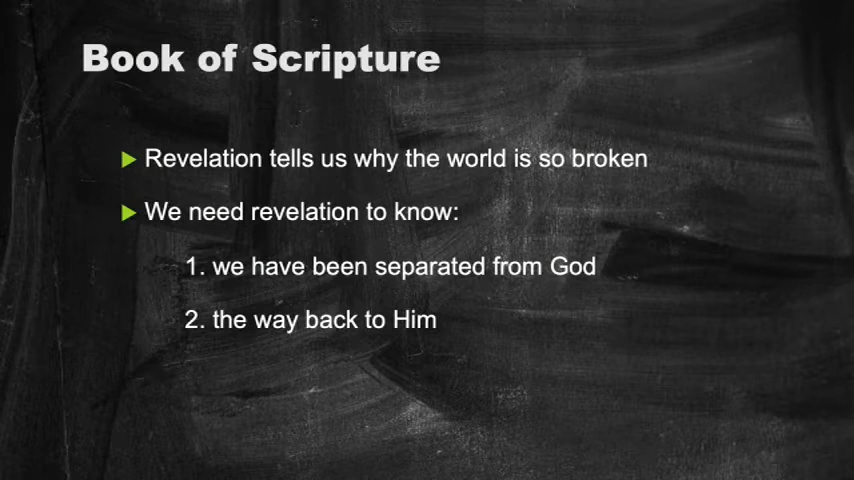 Book of Scripture
Revelation tells us why the world is so broken
We need revelation to know:
1. we have been separated from God
2. the way back to Him